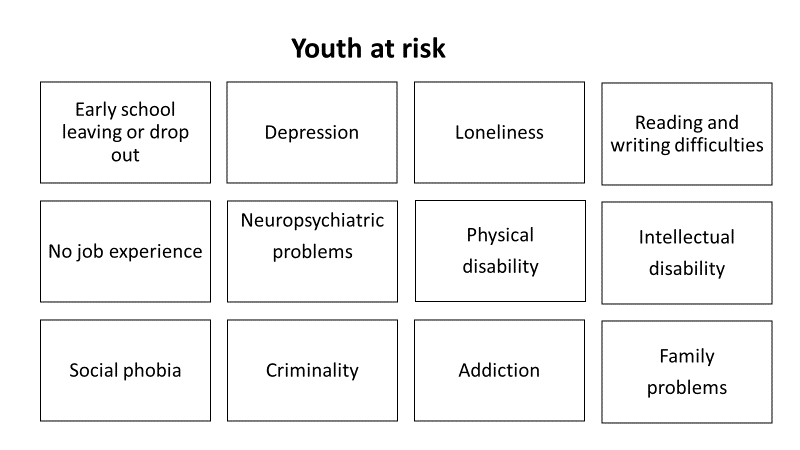 Youth at risk
Early school
leaving or drop
out
Depression
Loneliness
Reading and
writing difficulties
No job experience
Neuropsychiatric
problems
Physical
disability
Intellectual
disability
Social phobia
Criminality
Addiction
Family
problems